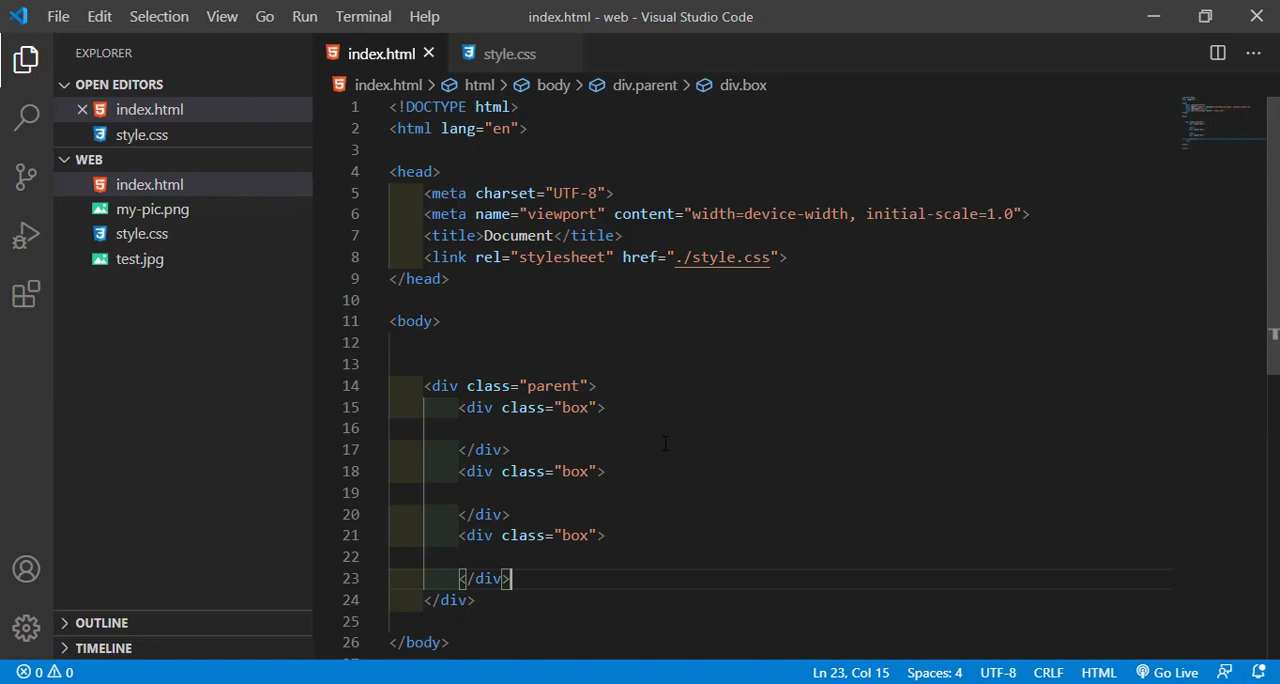 File Edit Selection View Go Run Terminal Help index.html - web - Visual Studio Code
EXPLORER
OPEN EDITORS
index.html
style.css
WEB
index.html
my-pic.png
style.css
test.jpg
OUTLINE
TIMELINE
index.html style.css
index.html > html > body > div.parent > div.box
1 <!DOCTYPE html>
2 <html lang="en">
3
4 <head>
5 <meta charset="UTF-8">
6 <meta name="viewport" content="width=device-width, initial-scale=1.0">
7 <title>Document</title>
8 <link rel="stylesheet" href="./style.css">
9 </head>
10
11 <body>
12
13
14 <div class="parent">
15 <div class="box">
16
17 </div>
18 <div class="box">
19
20 </div>
21 <div class="box">
22
23 </div>
24 </div>
25
26 </body>
0 0 Ln 23, Col 15 Spaces: 4 UTF-8 CRLF HTML Go Live